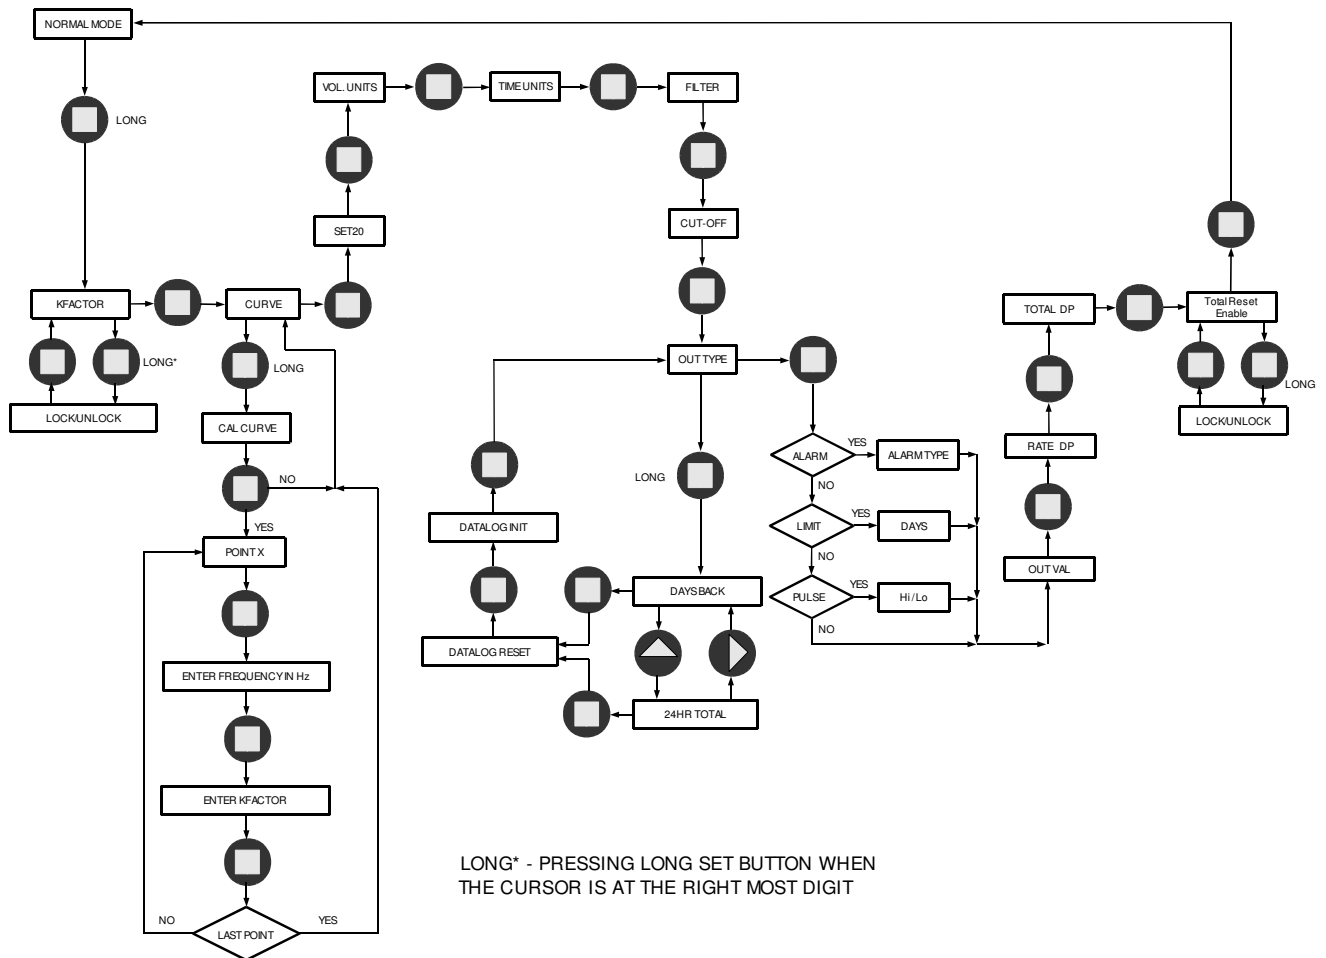 NORMAL MODE
LONG
VOL. UNITS
TIME UNITS
FILTER
CUT-OFF
SET20
KFACTOR
CURVE
LONG*
LOCK/UNLOCK
LONG
CAL CURVE
NO
YES
POINT X
ENTER FREQUENCY IN Hz
ENTER KFACTOR
NO
LAST POINT
YES
OUT TYPE
LONG
DATALOG INIT
DATALOG RESET
DAYS BACK
24HR TOTAL
ALARM
YES
ALARM TYPE
NO
LIMIT
YES
DAYS
NO
PULSE
YES
Hi / Lo
NO
OUT VAL
RATE DP
TOTAL DP
Total Reset
Enable
LONG
LOCK/UNLOCK
LONG* - PRESSING LONG SET BUTTON WHEN
THE CURSOR IS AT THE RIGHT MOST DIGIT